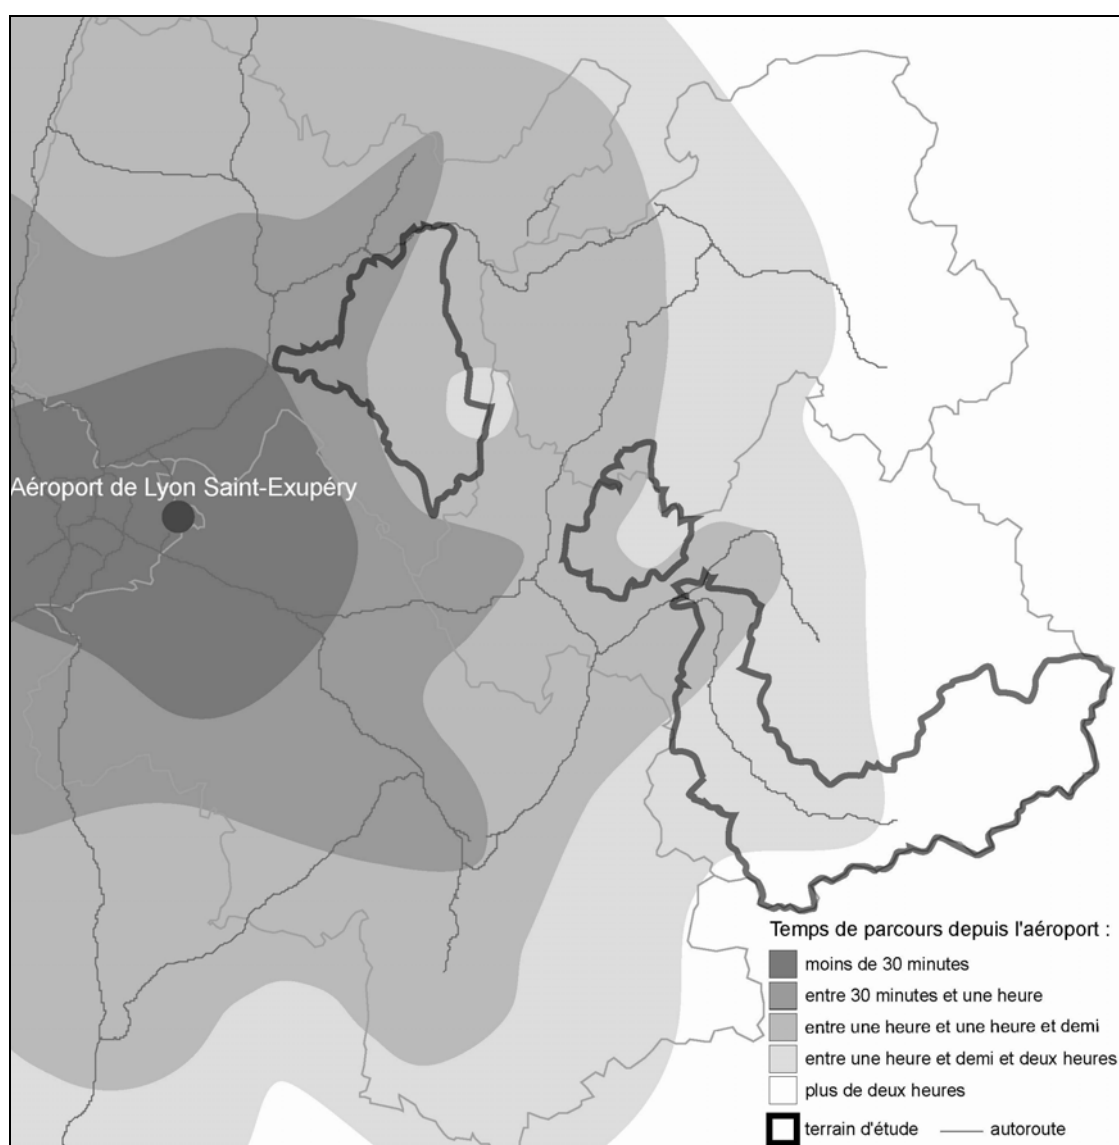 Aéroport de Lyon Saint-Exupéry
Temps de parcours depuis l'aéroport :
moins de 30 minutes
entre 30 minutes et une heure
entre une heure et une heure et demi
entre une heure et demi et deux heures
plus de deux heures
terrain d'étude autoroute